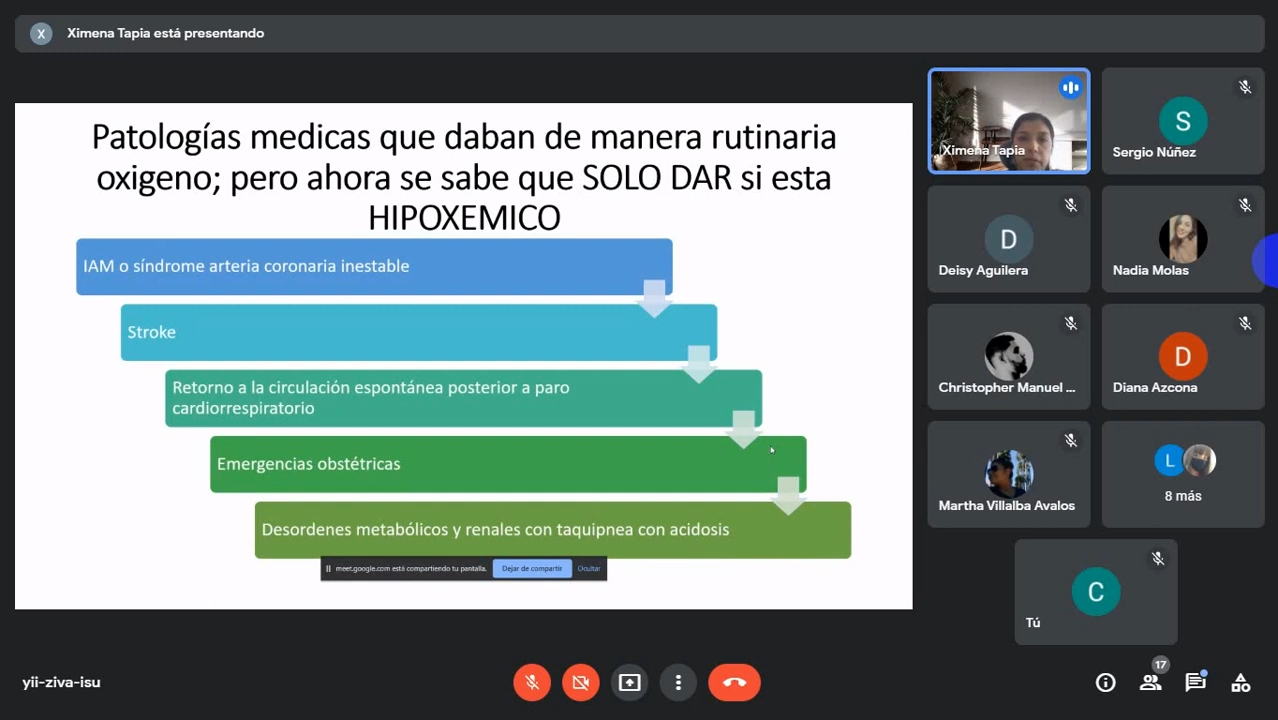 X
Ximena Tapia está presentando
Patologías medicas que daban de manera rutinaria
oxigeno; pero ahora se sabe que SOLO DAR si esta
HIPOXEMICO
IAM o síndrome arteria coronaria inestable
Stroke
Retorno a la circulación espontánea posterior a paro
cardiorrespiratorio
Emergencias obstétricas
Desordenes metabólicos y renales con taquipnea con acidosis
meet.google.com está compartiendo tu pantalla.
Dejar de compartir
Ocultar
Ximena Tapia
S
Sergio Núñez
D
Deisy Aguilera
Nadia Molas
Christopher Manuel ...
D
Diana Azcona
Martha Villalba Avalos
L
8 más
C
Tú
yii-ziva-isu
17